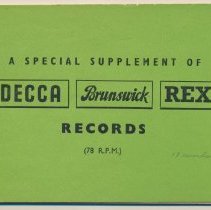 A SPECIAL SUPPLEMENT OF
DECCA Brunswick REX
RECORDS
(78 R.P.M.)